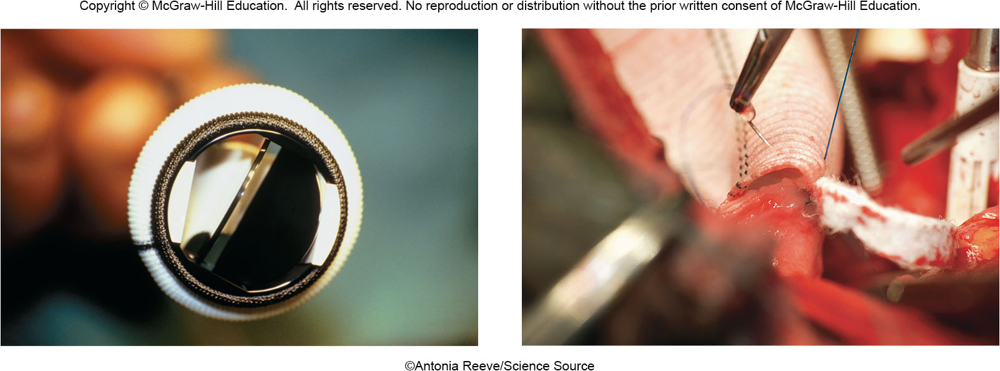 Copyright © McGraw-Hill Education.  All rights reserved. No reproduction or distribution without the prior written consent of McGraw-Hill Education.
©Antonia Reeve/Science Source